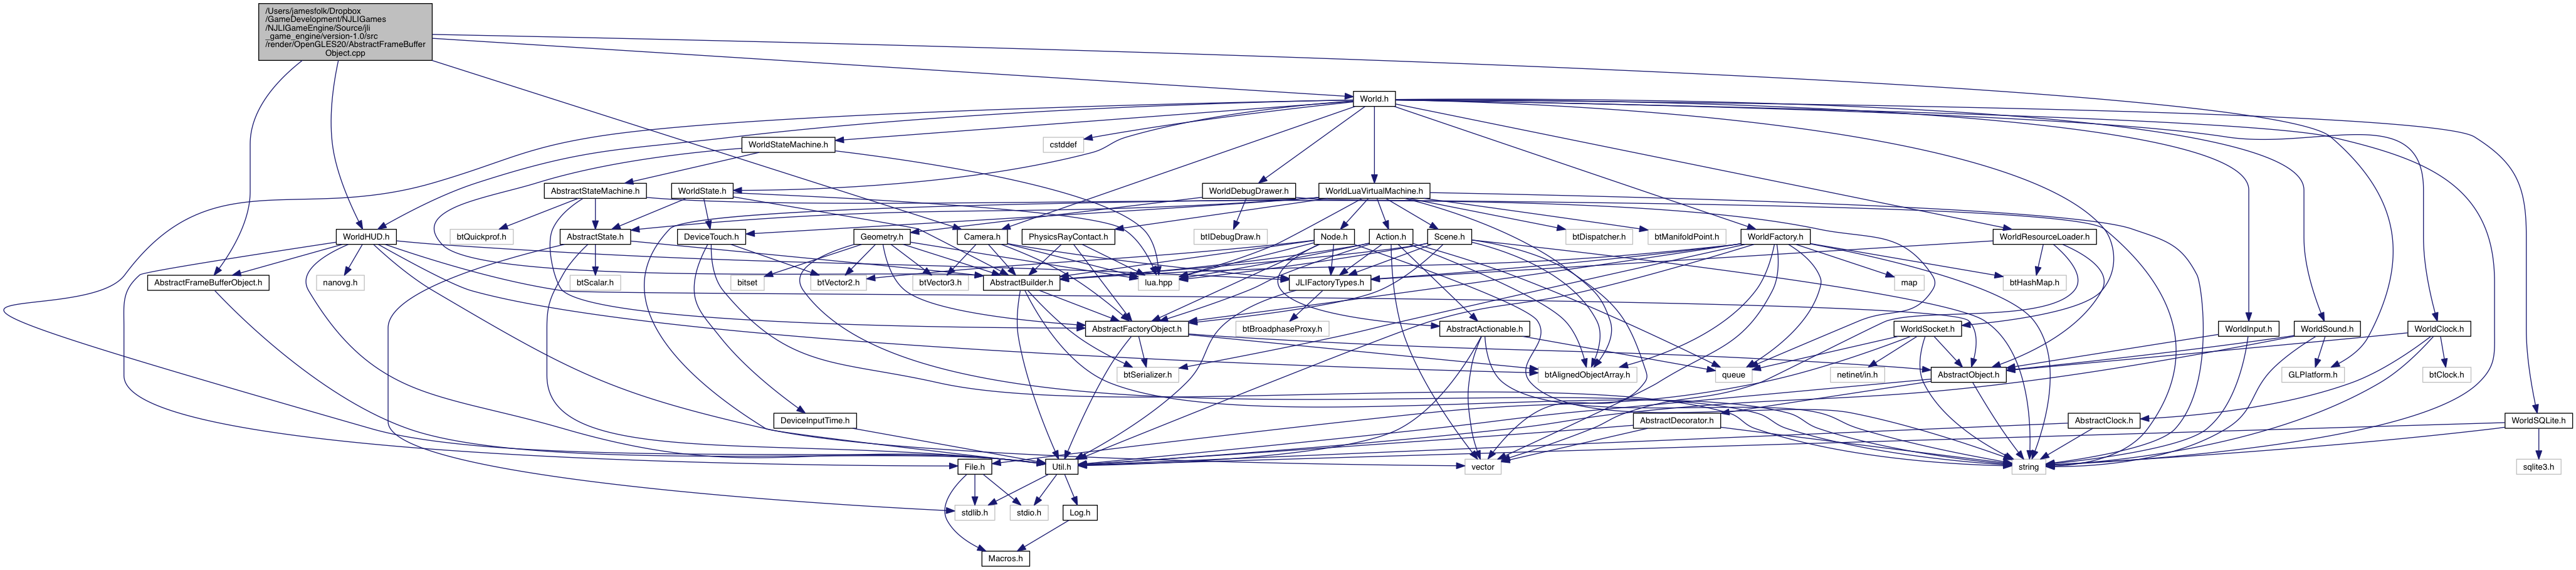 /Users/jamesfolk/Dropbox
/GameDevelopment/NJLIGames
/NJLIGameEngine/Source/jli
_game_engine/version-1.0/src
/render/OpenGLES20/AbstractFrameBuffer
Object.cpp
World.h
WorldStateMachine.h
cstddef
AbstractStateMachine.h
WorldState.h
WorldDebugDrawer.h
WorldLuaVirtualMachine.h
WorldHUD.h
btQuickprof.h
AbstractState.h
DeviceTouch.h
Geometry.h
Camera.h
PhysicsRayContact.h
btIDebugDraw.h
Node.h
Action.h
Scene.h
btDispatcher.h
btManifoldPoint.h
WorldFactory.h
WorldResourceLoader.h
AbstractFrameBufferObject.h
nanovg.h
btScalar.h
bitset
btVector2.h
btVector3.h
AbstractBuilder.h
lua.hpp
JLIFactoryTypes.h
map
btHashMap.h
AbstractFactoryObject.h
btBroadphaseProxy.h
AbstractActionable.h
WorldSocket.h
WorldInput.h
WorldSound.h
WorldClock.h
btSerializer.h
btAlignedObjectArray.h
queue
netinet/in.h
AbstractObject.h
GLPlatform.h
btClock.h
DeviceInputTime.h
AbstractDecorator.h
AbstractClock.h
WorldSQLite.h
File.h
Util.h
vector
string
sqlite3.h
stdlib.h
stdio.h
Log.h
Macros.h